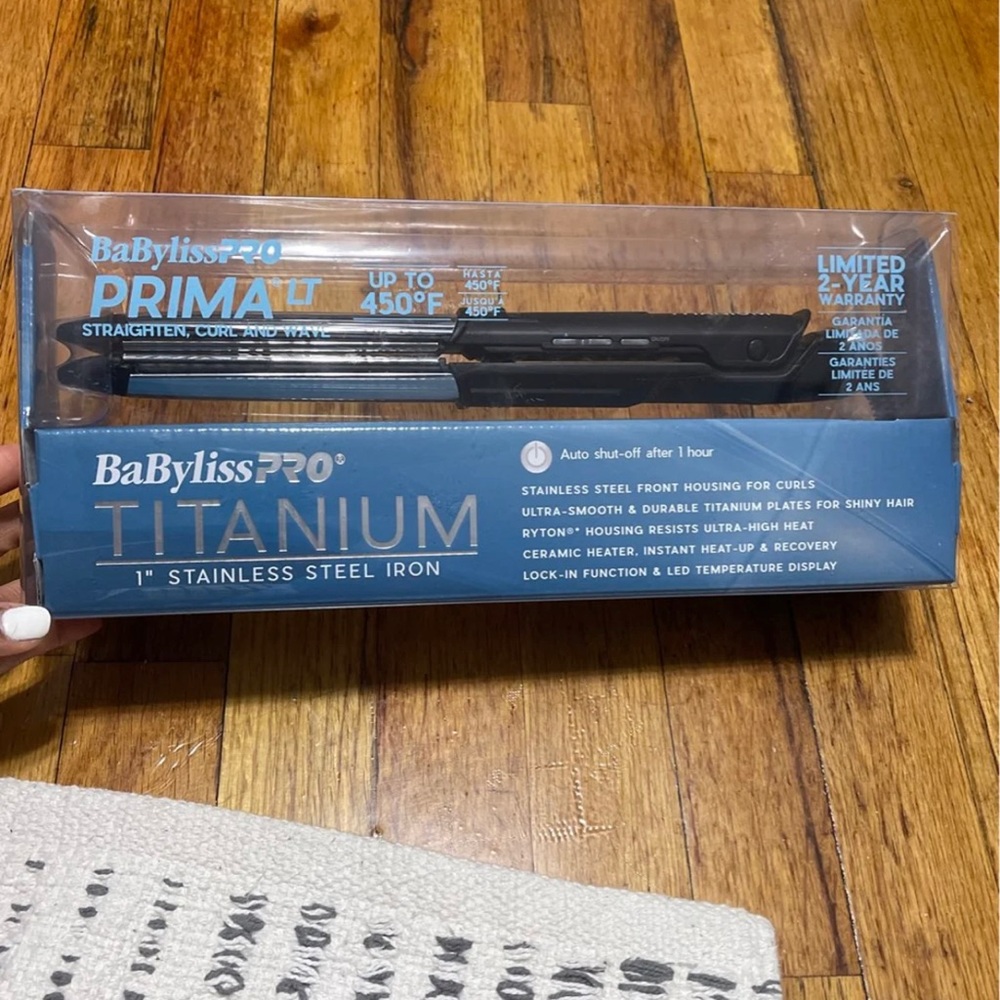 BaBylissPRO
PRIMA® LT
STRAIGHTEN, CURL AND WAVE
UP TO
450°F
HASTA
450°F
JUSQU'À
450°F
LIMITED
2-YEAR
WARRANTY
GARANTÍA
LIMITADA DE
2 AÑOS
GARANTIES
LIMITÉE DE
2 ANS
BaBylissPRO®
TITANIUM
1" STAINLESS STEEL IRON
Auto shut-off after 1 hour
STAINLESS STEEL FRONT HOUSING FOR CURLS
ULTRA-SMOOTH & DURABLE TITANIUM PLATES FOR SHINY HAIR
RYTON®* HOUSING RESISTS ULTRA-HIGH HEAT
CERAMIC HEATER, INSTANT HEAT-UP & RECOVERY
LOCK-IN FUNCTION & LED TEMPERATURE DISPLAY